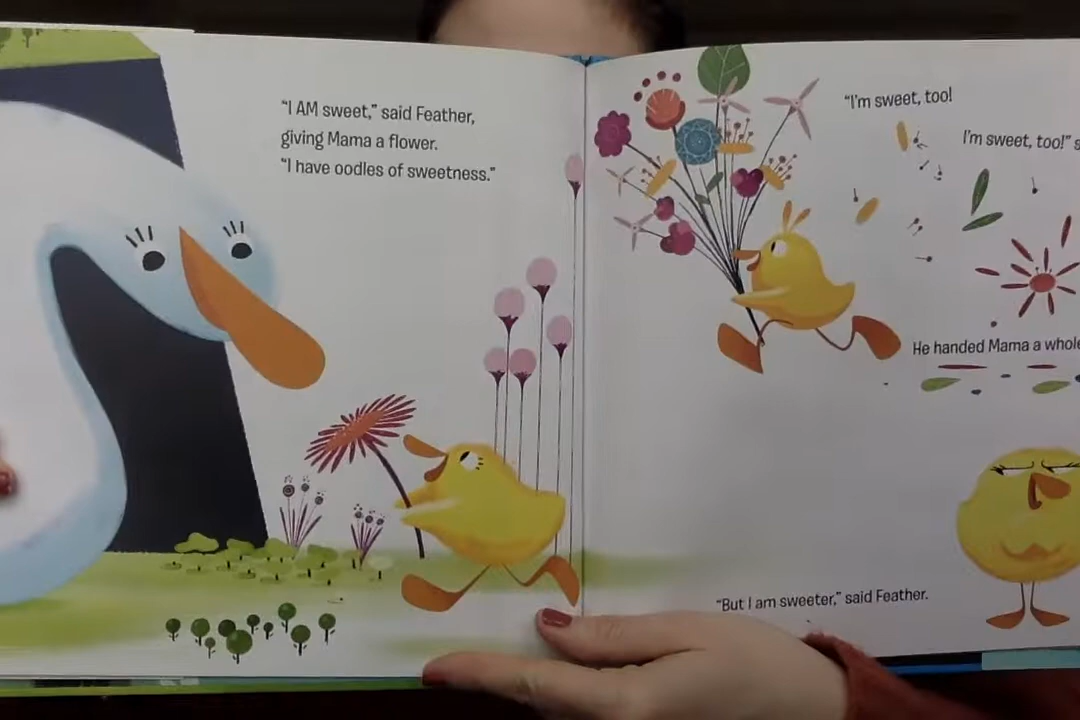 "I AM sweet," said Feather,
giving Mama a flower.
"I have oodles of sweetness."
"I'm sweet, too!
I'm sweet, too!"
He handed Mama a whole
"But I am sweeter," said Feather.